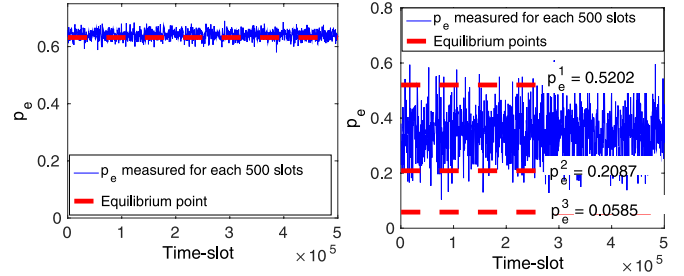 0.6
0.4
0.2
0
p_e
p_e measured for each 500 slots
Equilibrium point
0 1 2 3 4 5
Time-slot
× 10^5
0.8
0.6
0.4
0.2
0
p_e
p_e measured for each 500 slots
Equilibrium points
p_e^1 = 0.5202
p_e^2 = 0.2087
p_e^3 = 0.0585
0 1 2 3 4 5
Time-slot
× 10^5